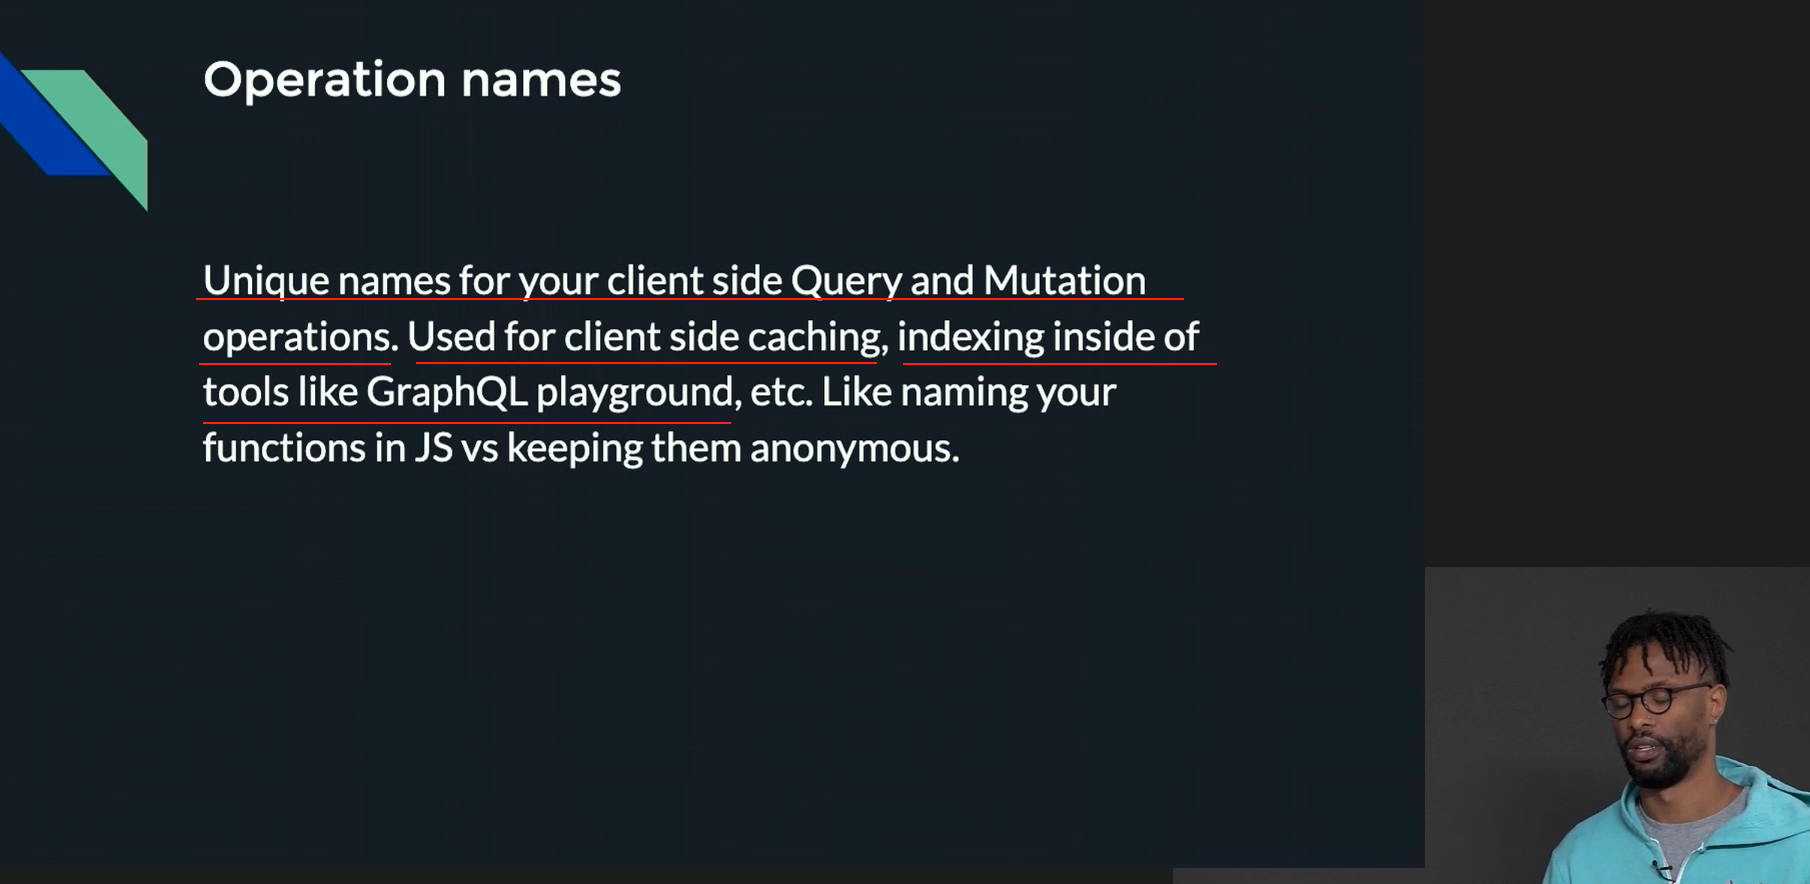 Operation names
Unique names for your client side Query and Mutation
operations. Used for client side caching, indexing inside of
tools like GraphQL playground, etc. Like naming your
functions in JS vs keeping them anonymous.